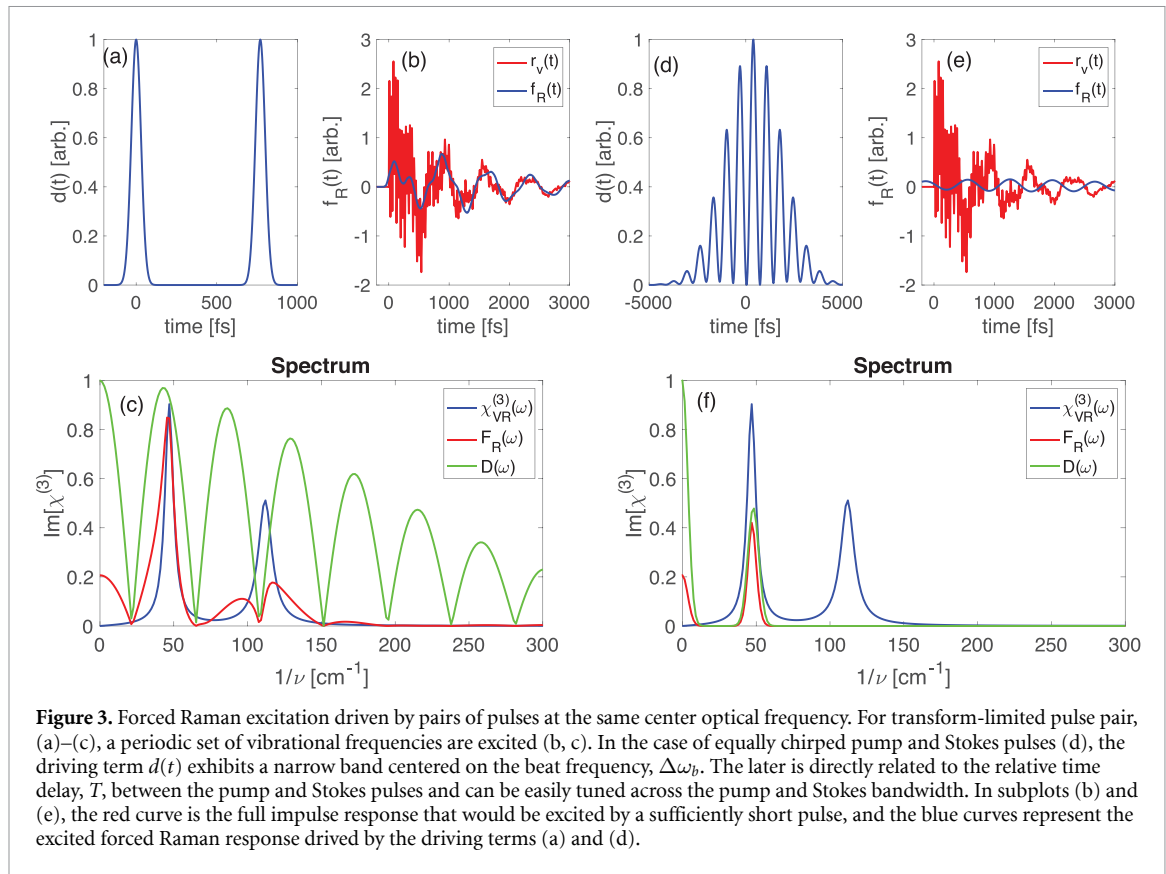 (a)
d(t) [arb.]
1
0.8
0.6
0.4
0.2
0
0 500 1000
time [fs]
(b)
r_v(t)
f_R(t)
f_R(t) [arb.]
3
2
1
0
-1
-2
0 1000 2000 3000
time [fs]
(d)
d(t) [arb.]
1
0.8
0.6
0.4
0.2
0
-5000 0 5000
time [fs]
(e)
r_v(t)
f_R(t)
f_R(t) [arb.]
3
2
1
0
-1
-2
0 1000 2000 3000
time [fs]
Spectrum
(c)
χ_VR^(3)(ω)
F_R(ω)
D(ω)
Im[χ^(3)]
1
0.8
0.6
0.4
0.2
0
0 50 100 150 200 250 300
1/ν [cm^-1]
Spectrum
(f)
χ_VR^(3)(ω)
F_R(ω)
D(ω)
Im[χ^(3)]
1
0.8
0.6
0.4
0.2
0
0 50 100 150 200 250 300
1/ν [cm^-1]
Figure 3. Forced Raman excitation driven by pairs of pulses at the same center optical frequency. For transform-limited pulse pair,
(a)–(c), a periodic set of vibrational frequencies are excited (b, c). In the case of equally chirped pump and Stokes pulses (d), the
driving term d(t) exhibits a narrow band centered on the beat frequency, Δω_b. The later is directly related to the relative time
delay, T, between the pump and Stokes pulses and can be easily tuned across the pump and Stokes bandwidth. In subplots (b) and
(e), the red curve is the full impulse response that would be excited by a sufficiently short pulse, and the blue curves represent the
excited forced Raman response drived by the driving terms (a) and (d).